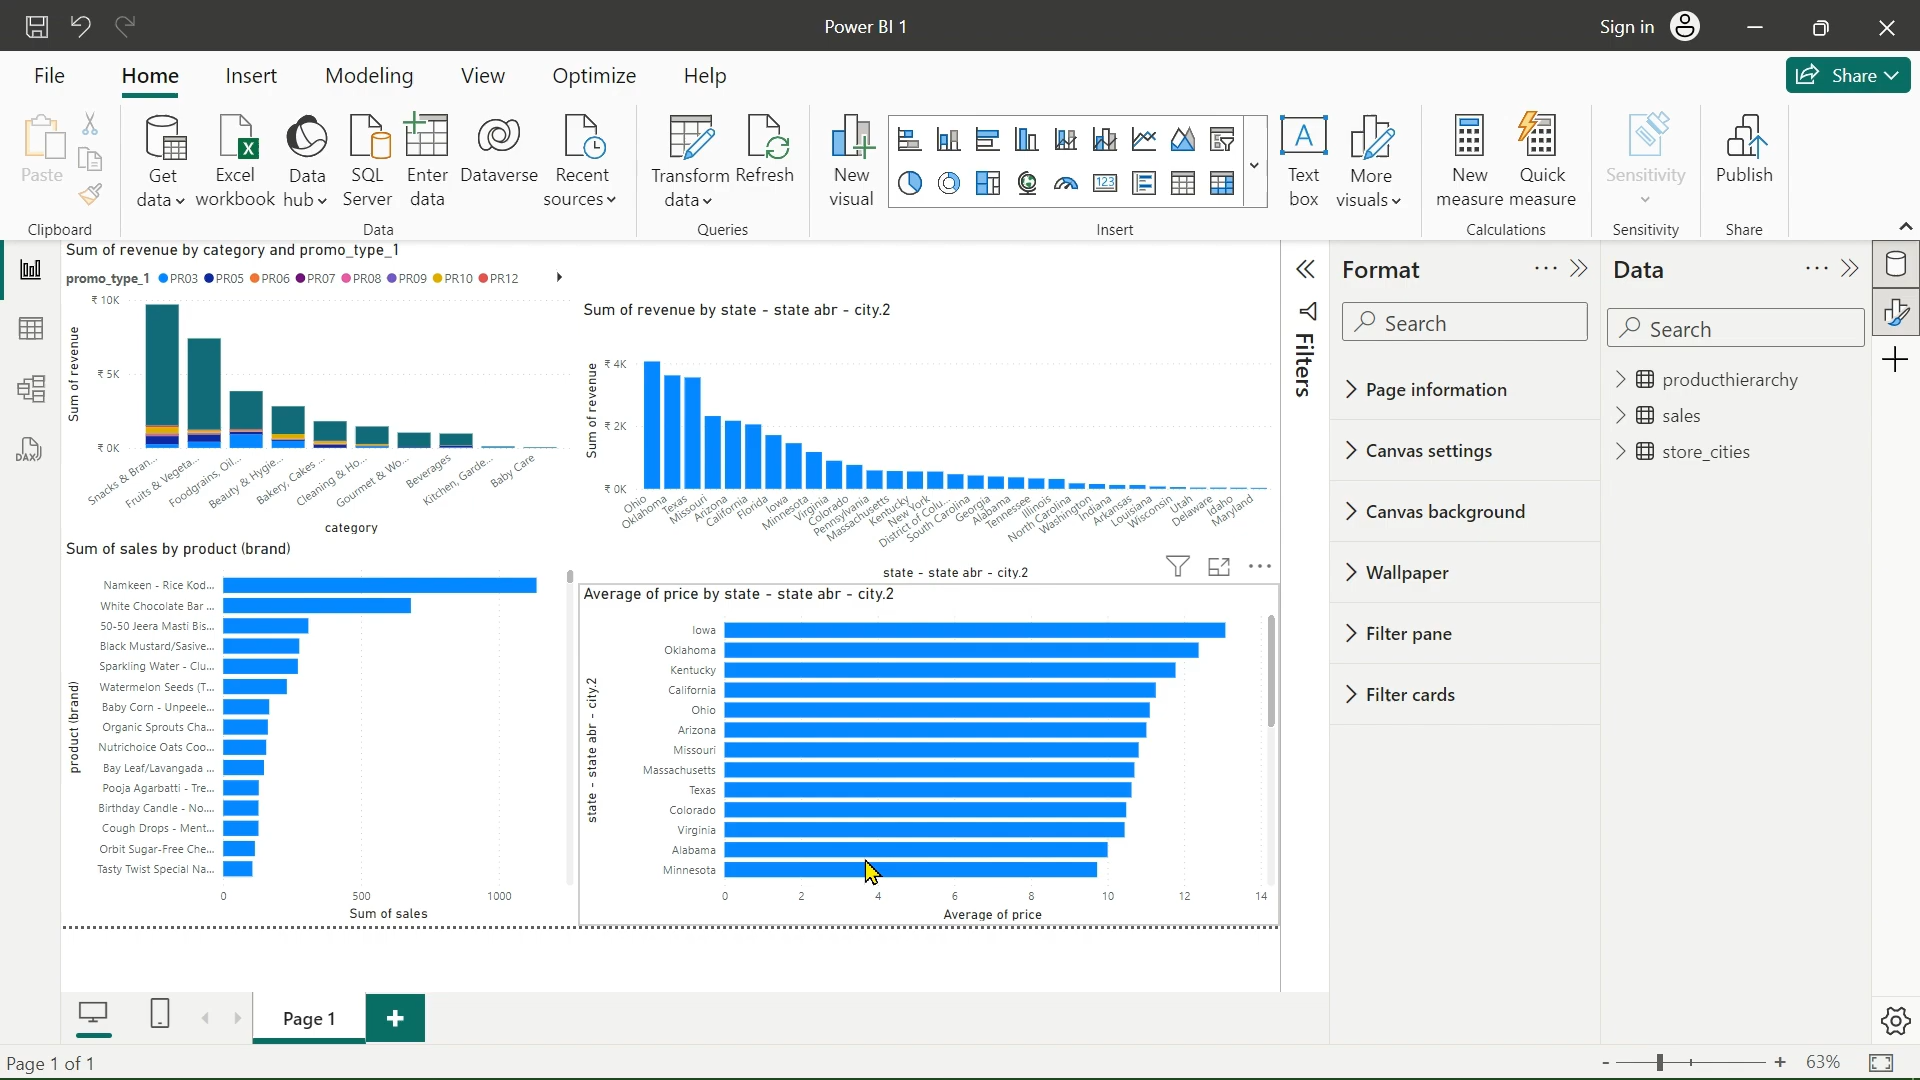 Power BI 1
Sign in
File Home Insert Modeling View Optimize Help
Share
Paste
Get data
Excel workbook
Data hub
SQL Server
Enter data
Dataverse
Recent sources
Transform data
Refresh
New visual
123
A
Text box
More visuals
New measure
Quick measure
Sensitivity
Publish
Clipboard
Data
Queries
Insert
Calculations
Sensitivity
Share
DAX
Sum of revenue by category and promo_type_1
promo_type_1 PR03 PR05 PR06 PR07 PR08 PR09 PR10 PR12
Sum of revenue
₹10K
₹5K
₹0K
Snacks & Bran...
Fruits & Vegeta...
Foodgrains, Oil...
Beauty & Hygie...
Bakery, Cakes ...
Cleaning & Ho...
Gourmet & Wo...
Beverages
Kitchen, Garde...
Baby Care
category
Sum of revenue by state - state abr - city.2
Sum of revenue
₹4K
₹2K
₹0K
Ohio
Oklahoma
Texas
Missouri
Arizona
California
Florida
Iowa
Minnesota
Virginia
Colorado
Pennsylvania
Massachusetts
Kentucky
New York
District of Colu...
South Carolina
Georgia
Alabama
Tennessee
Illinois
North Carolina
Washington
Indiana
Arkansas
Louisiana
Wisconsin
Utah
Delaware
Idaho
Maryland
state - state abr - city.2
Sum of sales by product (brand)
product (brand)
Namkeen - Rice Kod...
White Chocolate Bar ...
50-50 Jeera Masti Bis...
Black Mustard/Sasive...
Sparkling Water - Clu...
Watermelon Seeds (T...
Baby Corn - Unpeele...
Organic Sprouts Cha...
Nutrichoice Oats Coo...
Bay Leaf/Lavangada ...
Pooja Agarbatti - Tre...
Birthday Candle - No....
Cough Drops - Ment...
Orbit Sugar-Free Che...
Tasty Twist Special Na...
0 500 1000
Sum of sales
Average of price by state - state abr - city.2
state - state abr - city.2
Iowa
Oklahoma
Kentucky
California
Ohio
Arizona
Missouri
Massachusetts
Texas
Colorado
Virginia
Alabama
Minnesota
0 2 4 6 8 10 12 14
Average of price
Filters
Format
Search
Page information
Canvas settings
Canvas background
Wallpaper
Filter pane
Filter cards
Data
Search
producthierarchy
sales
store_cities
Page 1
Page 1 of 1
63%